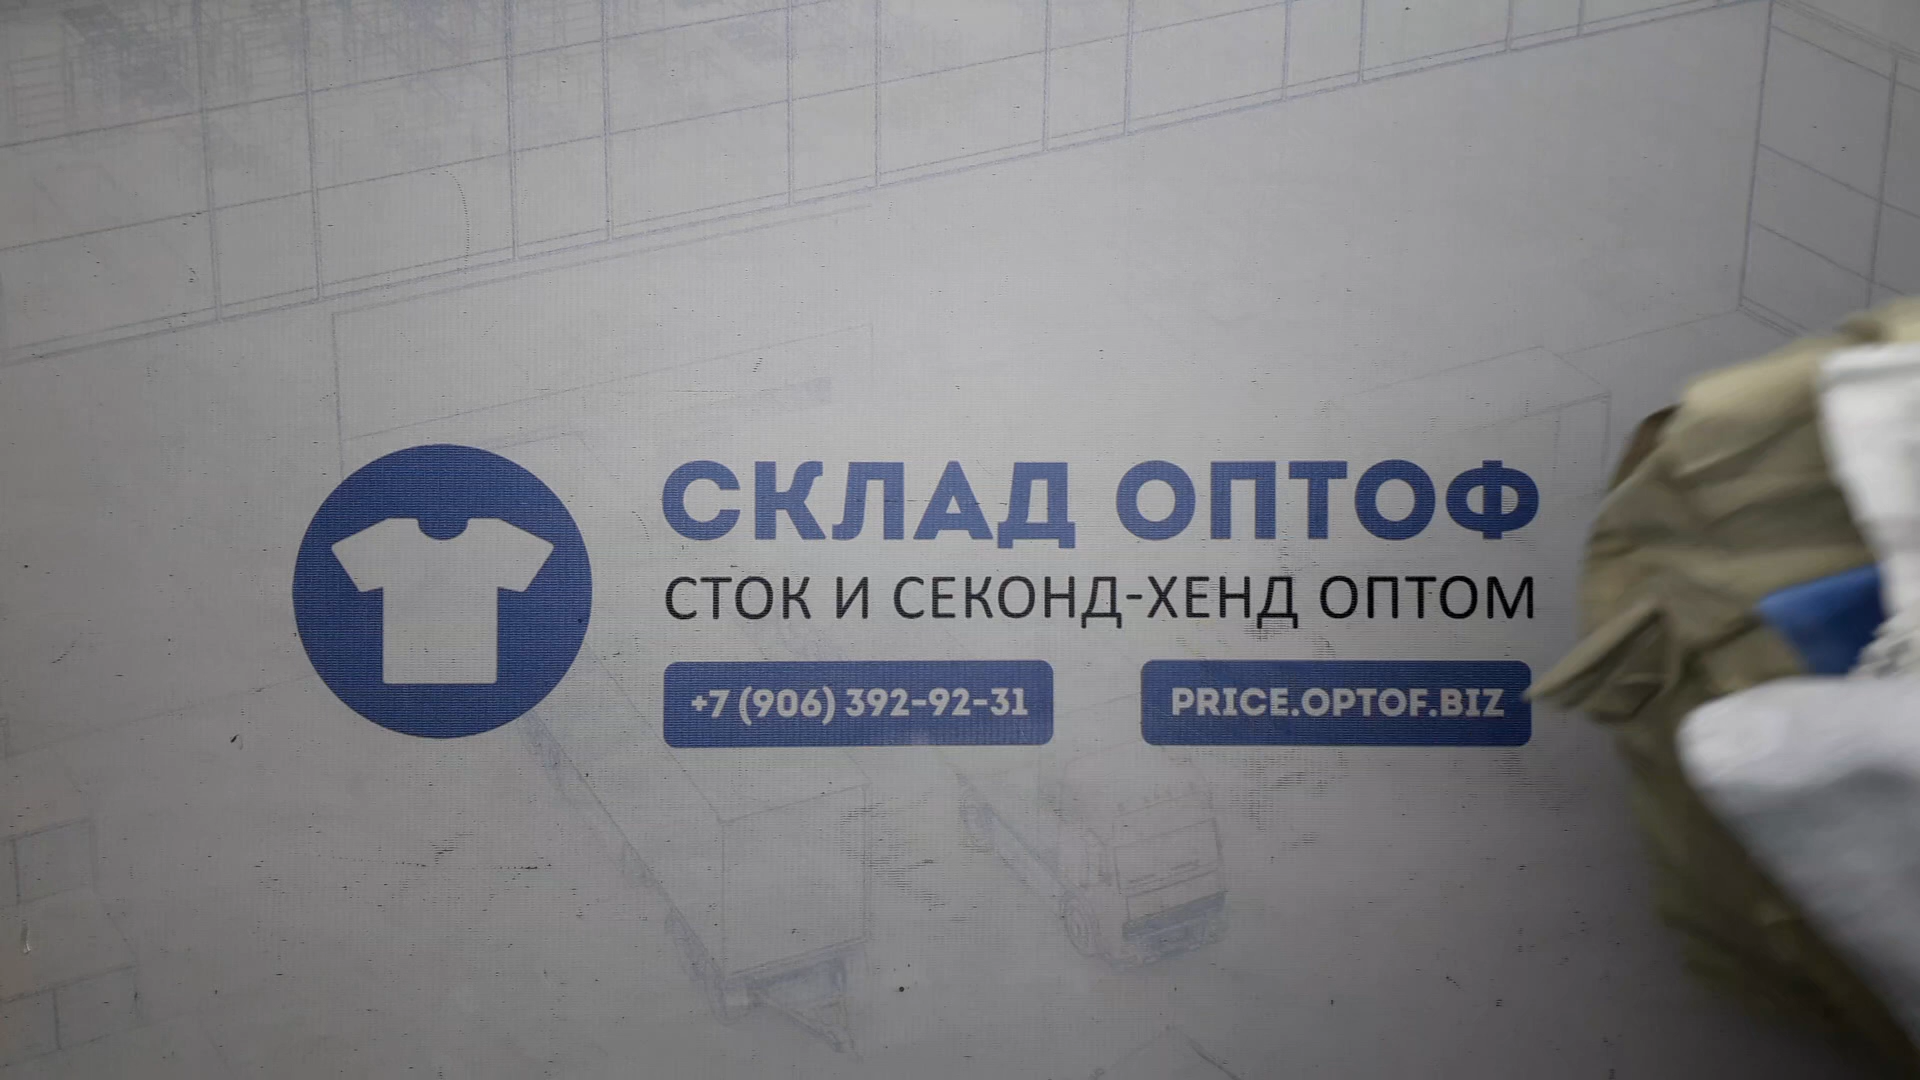 СКЛАД ОПТОФ
СТОК И СЕКОНД-ХЕНД ОПТОМ
+7 (906) 392-92-31
PRICE.OPTOF.BIZ